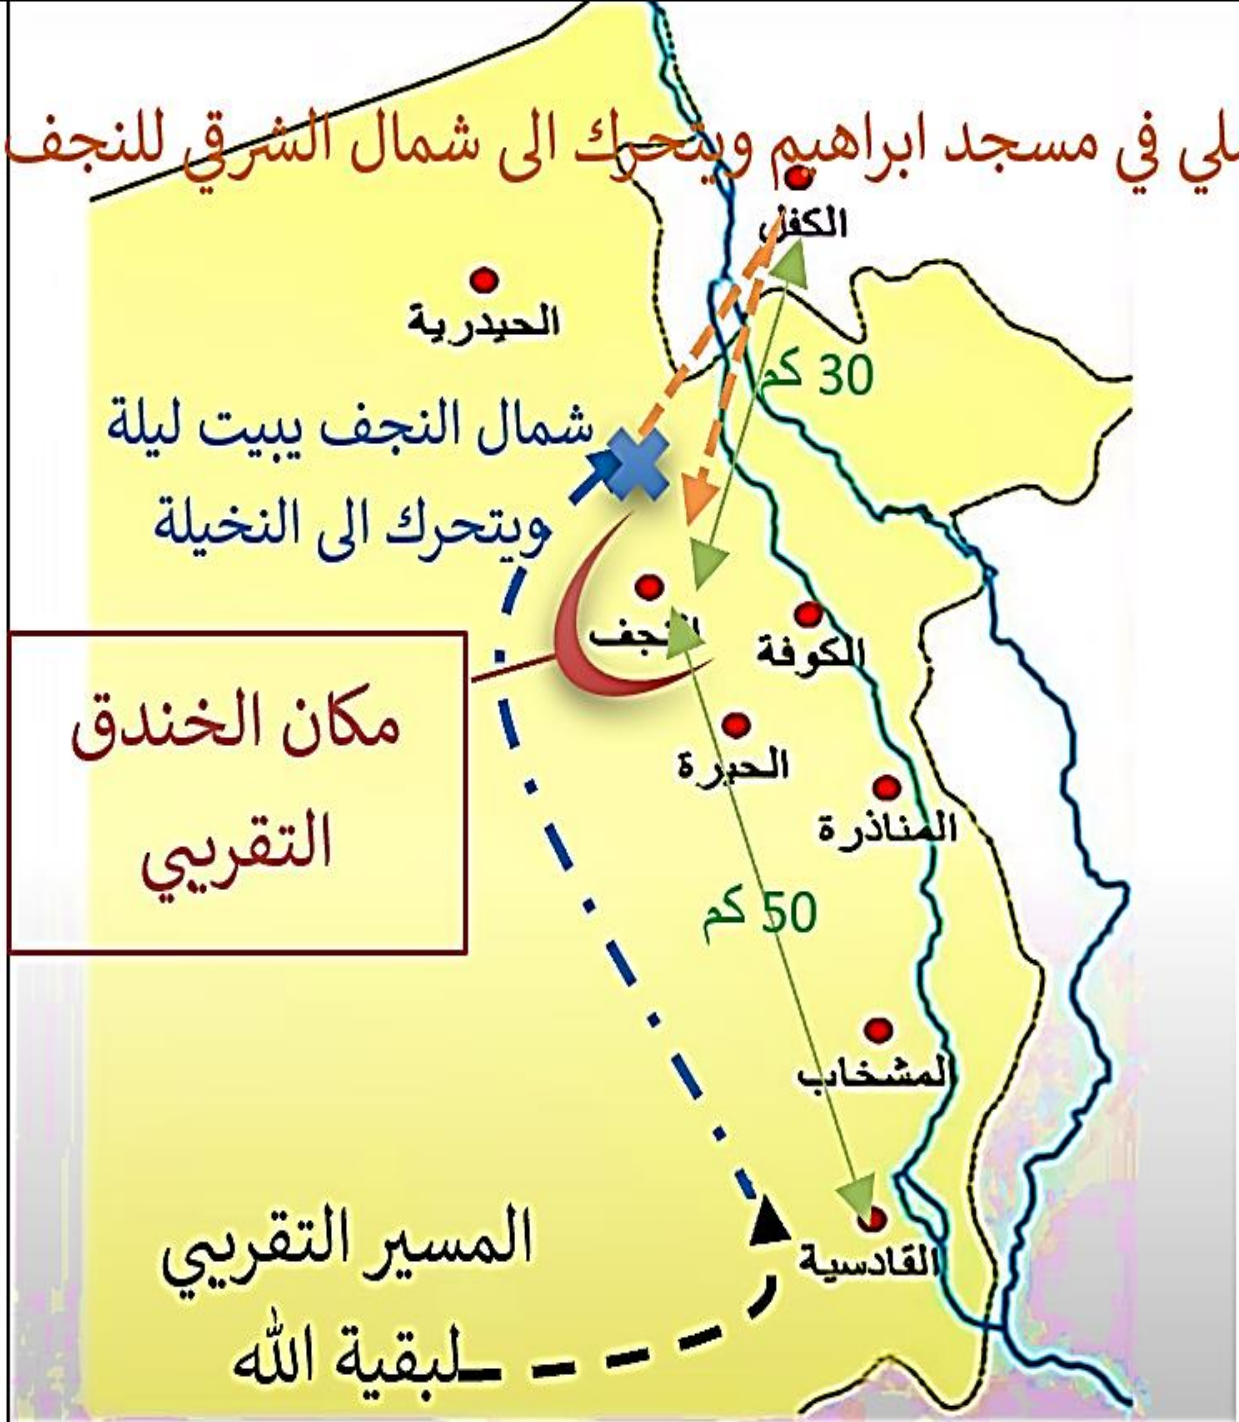 في مسجد ابراهيم ويتحرك الى شمال الشرقي للنجف
الكفل
الحيدرية
30 كم
شمال النجف يبيت ليلة
ويتحرك الى النخيلة
النجف
الكوفة
مكان الخندق
التقريبي
الحيرة
المناذرة
50 كم
المشخاب
القادسية
المسير التقريبي
لبقية الله